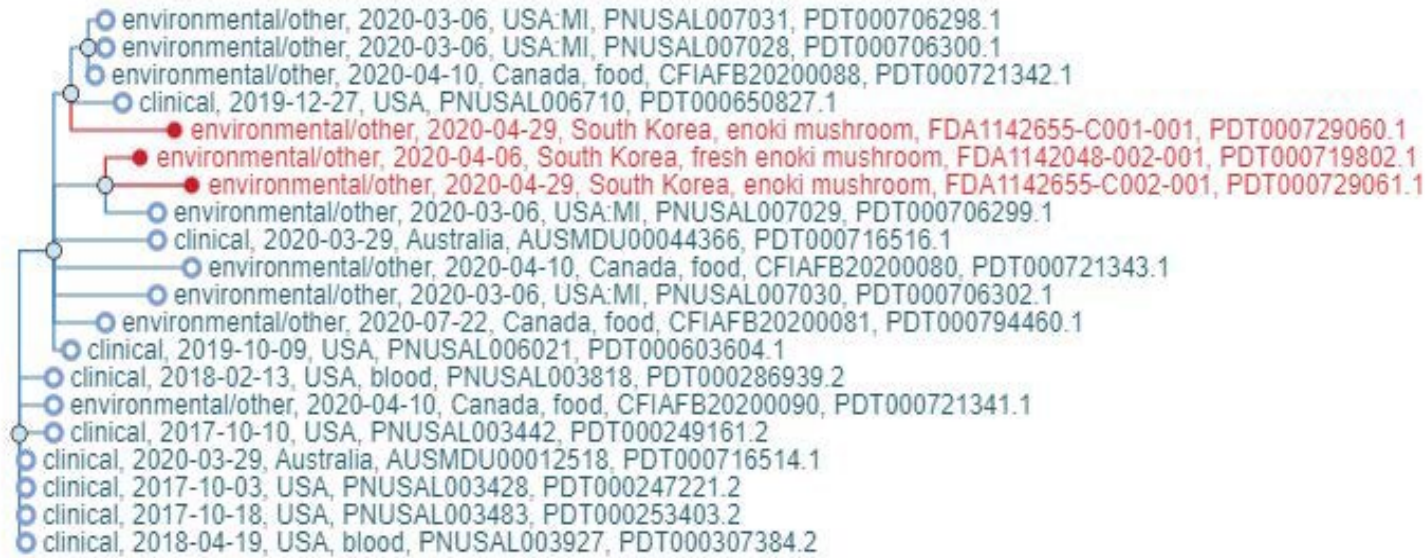 environmental/other, 2020-03-06, USA:MI, PNUSAL007031, PDT000706298.1
environmental/other, 2020-03-06, USA:MI, PNUSAL007028, PDT000706300.1
environmental/other, 2020-04-10, Canada, food, CFIAFB20200088, PDT000721342.1
clinical, 2019-12-27, USA, PNUSAL006710, PDT000650827.1
environmental/other, 2020-04-29, South Korea, enoki mushroom, FDA1142655-C001-001, PDT000729060.1
environmental/other, 2020-04-06, South Korea, fresh enoki mushroom, FDA1142048-002-001, PDT000719802.1
environmental/other, 2020-04-29, South Korea, enoki mushroom, FDA1142655-C002-001, PDT000729061.1
environmental/other, 2020-03-06, USA:MI, PNUSAL007029, PDT000706299.1
clinical, 2020-03-29, Australia, AUSMDU00044366, PDT000716516.1
environmental/other, 2020-04-10, Canada, food, CFIAFB20200080, PDT000721343.1
environmental/other, 2020-03-06, USA:MI, PNUSAL007030, PDT000706302.1
environmental/other, 2020-07-22, Canada, food, CFIAFB20200081, PDT000794460.1
clinical, 2019-10-09, USA, PNUSAL006021, PDT000603604.1
clinical, 2018-02-13, USA, blood, PNUSAL003818, PDT000286939.2
environmental/other, 2020-04-10, Canada, food, CFIAFB20200090, PDT000721341.1
clinical, 2017-10-10, USA, PNUSAL003442, PDT000249161.2
clinical, 2020-03-29, Australia, AUSMDU00012518, PDT000716514.1
clinical, 2017-10-03, USA, PNUSAL003428, PDT000247221.2
clinical, 2017-10-18, USA, PNUSAL003483, PDT000253403.2
clinical, 2018-04-19, USA, blood, PNUSAL003927, PDT000307384.2